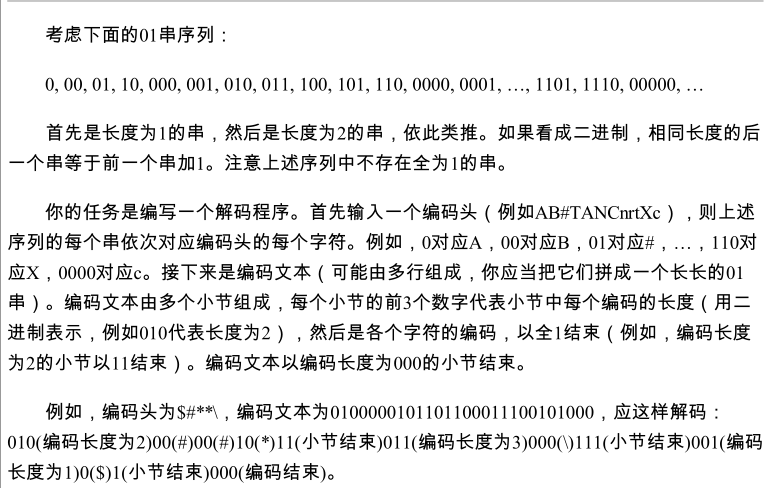 考虑下面的01串序列：
0, 00, 01, 10, 000, 001, 010, 011, 100, 101, 110, 0000, 0001, …, 1101, 1110, 00000, …
首先是长度为1的串，然后是长度为2的串，依此类推。如果看成二进制，相同长度的后
一个串等于前一个串加1。注意上述序列中不存在全为1的串。
你的任务是编写一个解码程序。首先输入一个编码头（例如AB#TANCnrtXc），则上述
序列的每个串依次对应编码头的每个字符。例如，0对应A，00对应B，01对应#，…，110对
应X，0000对应c。接下来是编码文本（可能由多行组成，你应当把它们拼成一个长长的01
串）。编码文本由多个小节组成，每个小节的前3个数字代表小节中每个编码的长度（用二
进制表示，例如010代表长度为2），然后是各个字符的编码，以全1结束（例如，编码长度
为2的小节以11结束）。编码文本以编码长度为000的小节结束。
例如，编码头为$#**\，编码文本为0100000101101100011100101000，应这样解码：
010(编码长度为2)00(#)00(#)10(*)11(小节结束)011(编码长度为3)000(\)111(小节结束)001(编码
长度为1)0($)1(小节结束)000(编码结束)。